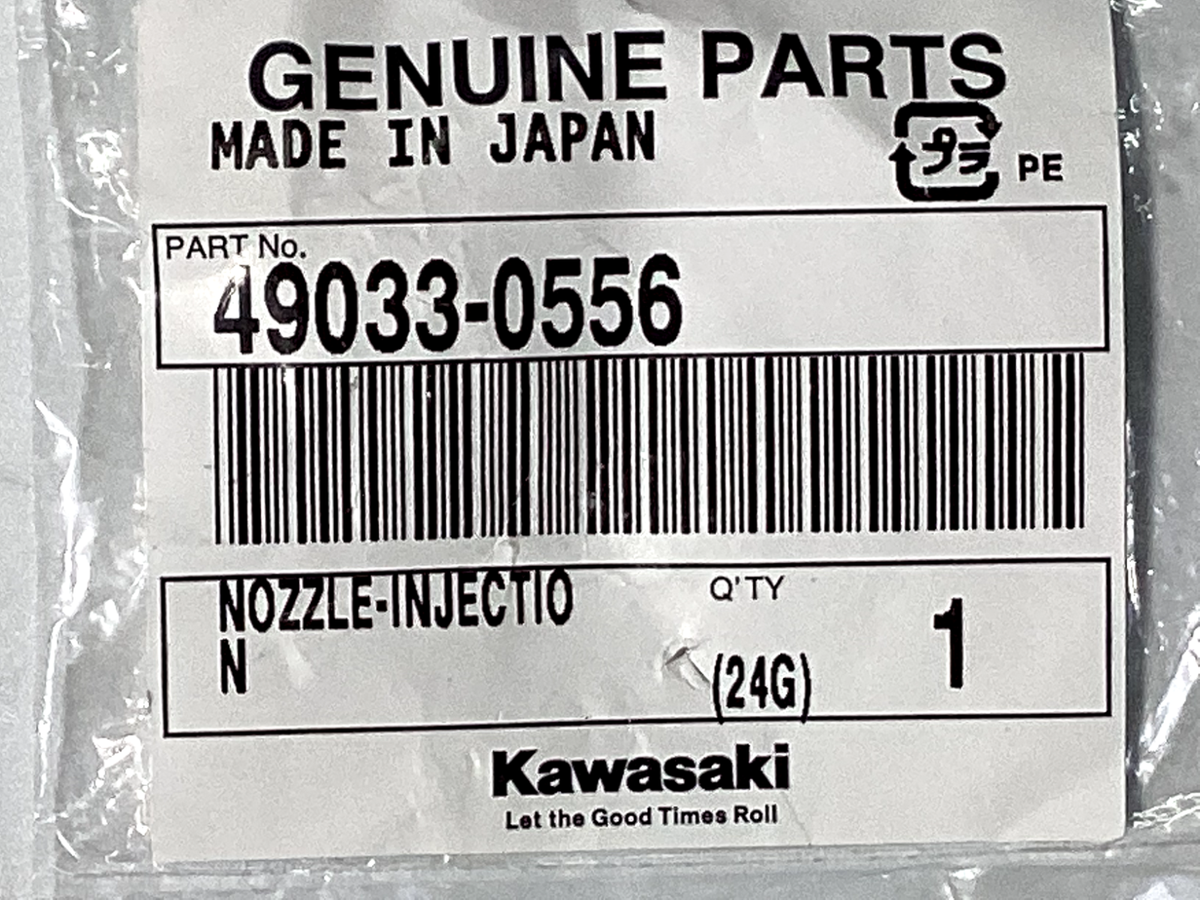 GENUINE PARTS
MADE IN JAPAN
プラ PE
PART No.
49033-0556
NOZZLE-INJECTIO
N
Q'TY
(24G)
1
Kawasaki
Let the Good Times Roll